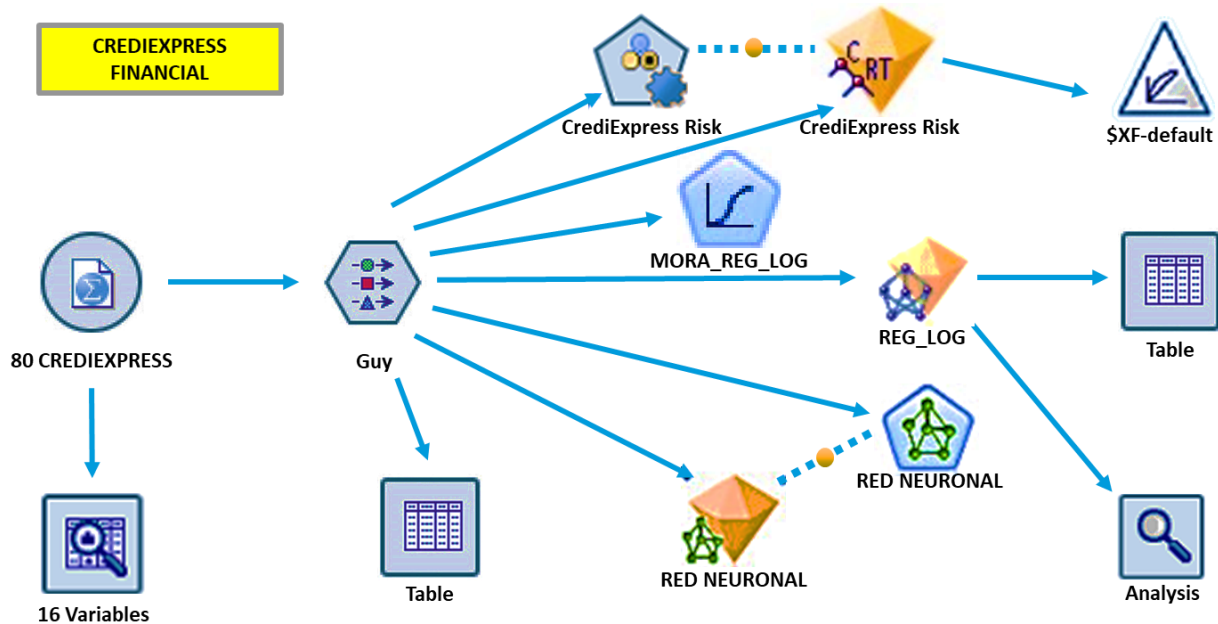 CREDIEXPRESS
FINANCIAL
C
RT
CrediExpress Risk
CrediExpress Risk
$XF-default
MORA_REG_LOG
80 CREDIEXPRESS
Guy
REG_LOG
Table
RED NEURONAL
RED NEURONAL
16 Variables
Table
Analysis